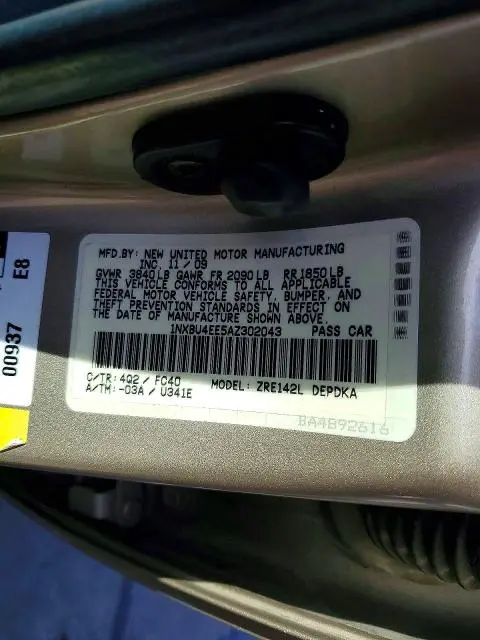 MFD.BY: NEW UNITED MOTOR MANUFACTURING
INC 11 / 09
GVWR 3840LB GAWR FR 2090LB RR1850LB
THIS VEHICLE CONFORMS TO ALL APPLICABLE
FEDERAL MOTOR VEHICLE SAFETY, BUMPER, AND
THEFT PREVENTION STANDARDS IN EFFECT ON
THE DATE OF MANUFACTURE SHOWN ABOVE.
1NXBU4EE5AZ302043 PASS CAR
C/TR: 4Q2 / FC40 MODEL: ZRE142L DEPDKA
A/TM: -03A / U341E
BA4892616
00937 E8